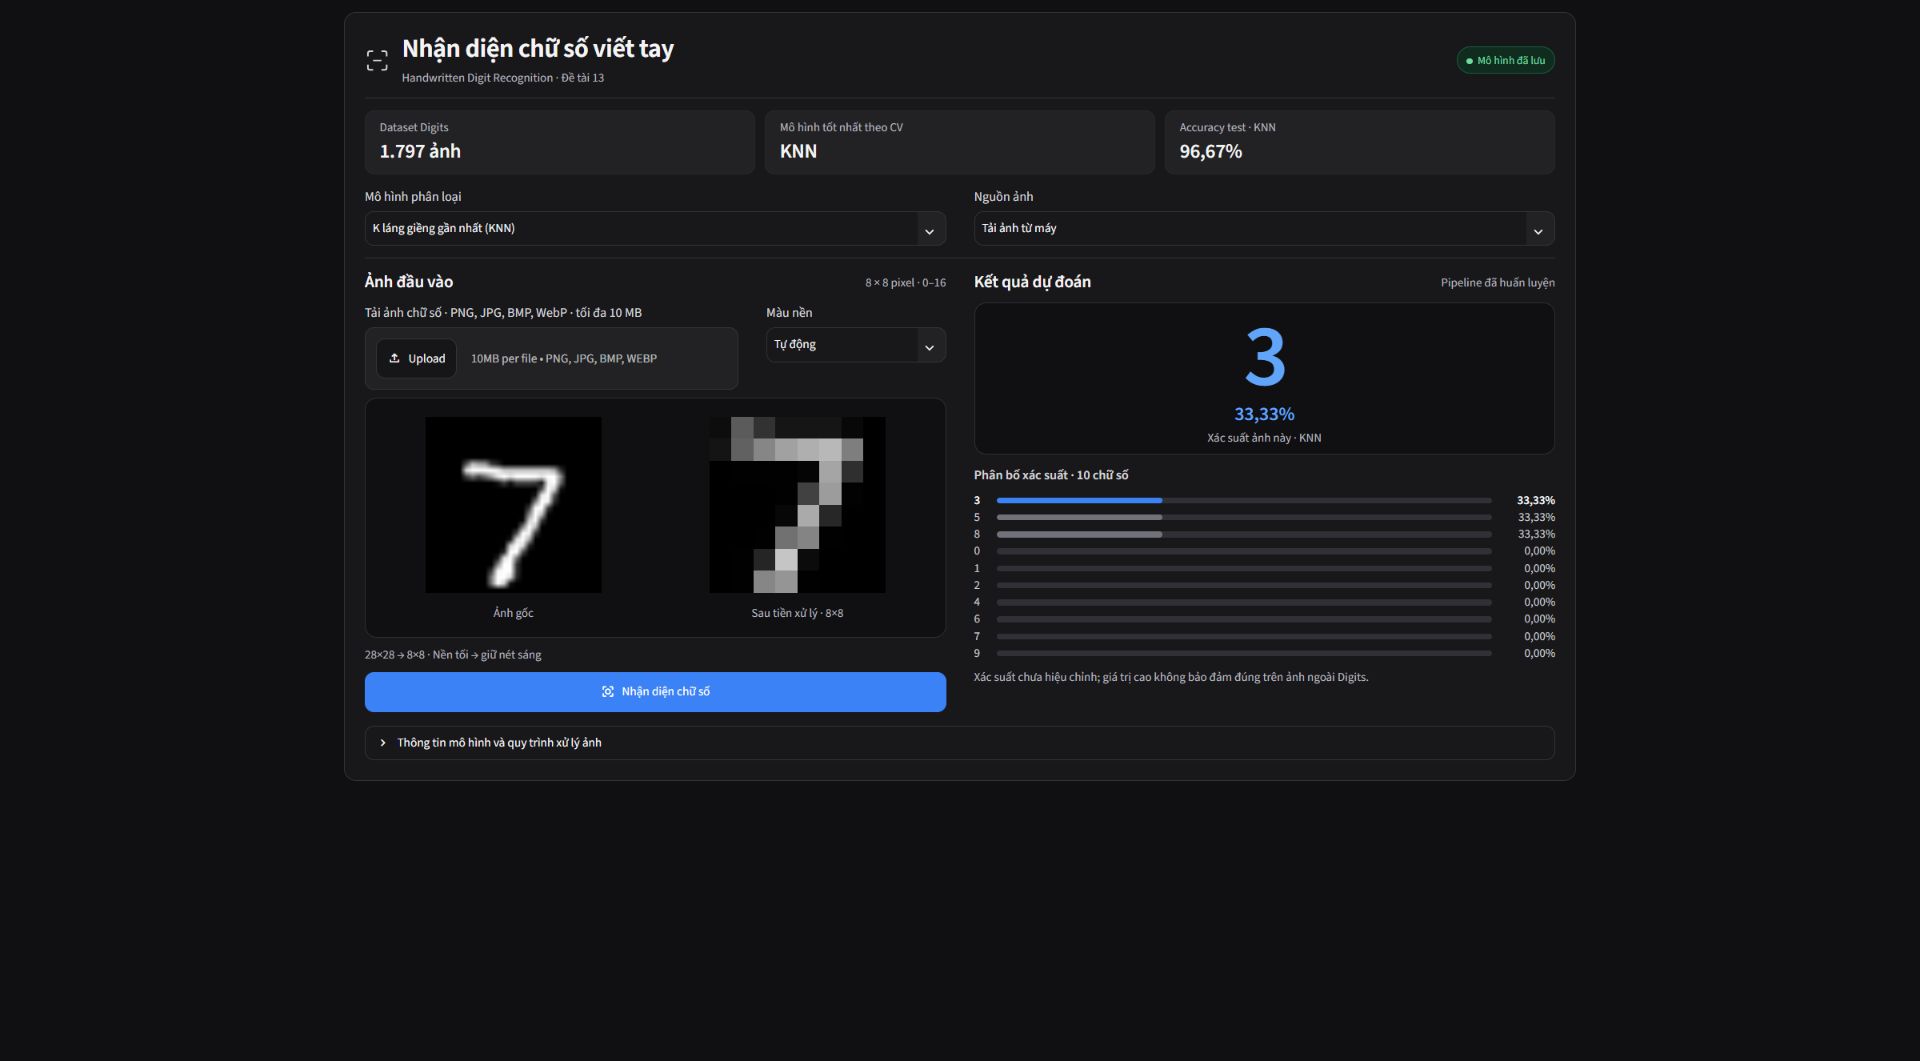 Nhận diện chữ số viết tay
Handwritten Digit Recognition · Đề tài 13
Mô hình đã lưu
Dataset Digits
1.797 ảnh
Mô hình tốt nhất theo CV
KNN
Accuracy test · KNN
96,67%
Mô hình phân loại
K láng giềng gần nhất (KNN)
Nguồn ảnh
Tải ảnh từ máy
Ảnh đầu vào
8 × 8 pixel · 0–16
Tải ảnh chữ số · PNG, JPG, BMP, WebP · tối đa 10 MB
Upload
10MB per file • PNG, JPG, BMP, WEBP
Màu nền
Tự động
7
Ảnh gốc
Sau tiền xử lý · 8×8
28×28 → 8×8 · Nền tối → giữ nét sáng
Nhận diện chữ số
Kết quả dự đoán
Pipeline đã huấn luyện
3
33,33%
Xác suất ảnh này · KNN
Phân bố xác suất · 10 chữ số
3 33,33%
5 33,33%
8 33,33%
0 0,00%
1 0,00%
2 0,00%
4 0,00%
6 0,00%
7 0,00%
9 0,00%
Xác suất chưa hiệu chỉnh; giá trị cao không bảo đảm đúng trên ảnh ngoài Digits.
Thông tin mô hình và quy trình xử lý ảnh